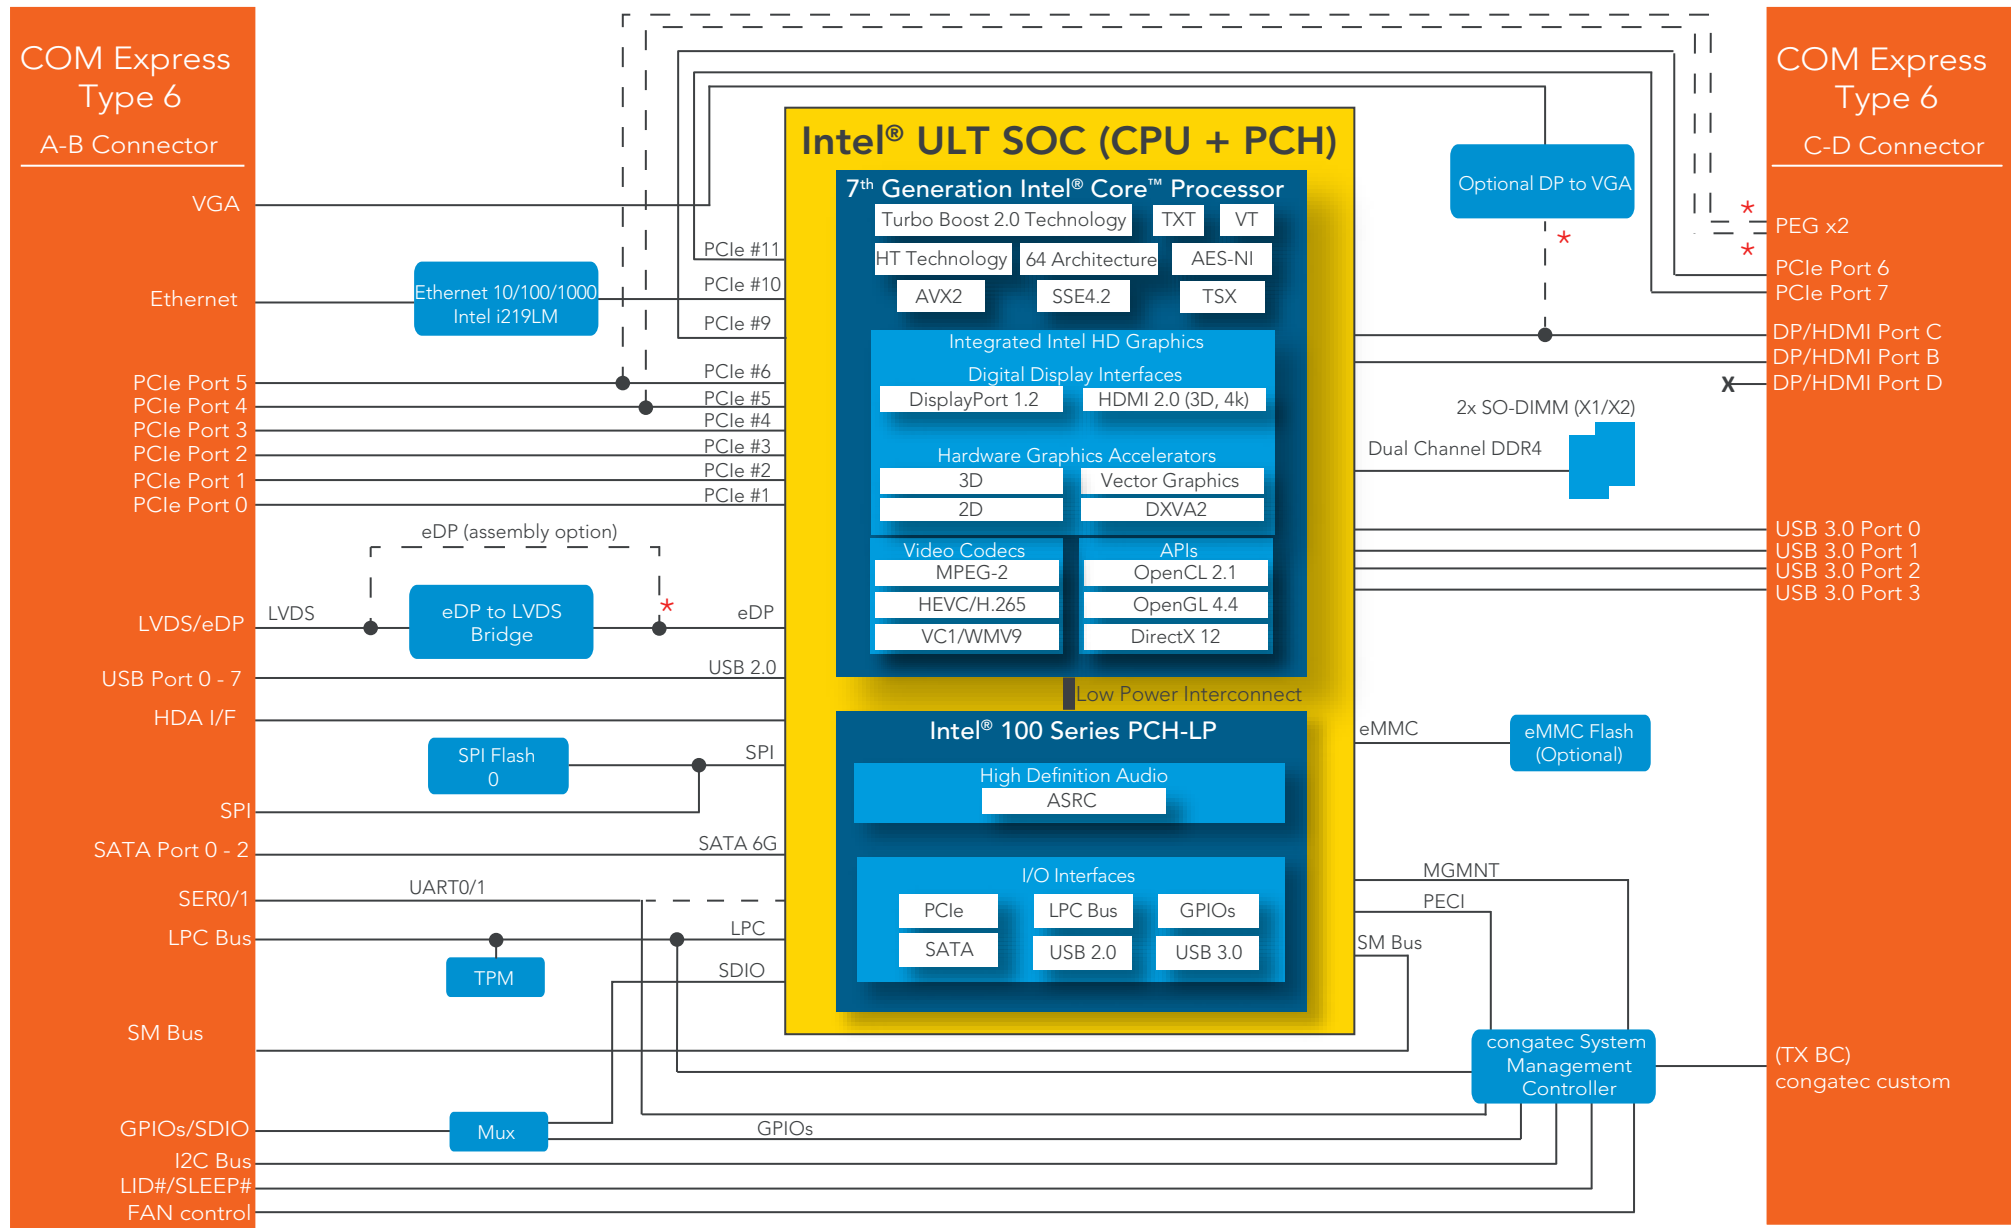 COM Express
Type 6
A-B Connector
VGA
Ethernet
PCIe Port 5
PCIe Port 4
PCIe Port 3
PCIe Port 2
PCIe Port 1
PCIe Port 0
LVDS/eDP
USB Port 0 - 7
HDA I/F
SPI
SATA Port 0 - 2
SER0/1
LPC Bus
SM Bus
GPIOs/SDIO
I2C Bus
LID#/SLEEP#
FAN control
Ethernet 10/100/1000
Intel i219LM
eDP (assembly option)
LVDS
eDP to LVDS
Bridge
*
SPI Flash
0
UART0/1
TPM
Mux
GPIOs
PCIe #11
PCIe #10
PCIe #9
PCIe #6
PCIe #5
PCIe #4
PCIe #3
PCIe #2
PCIe #1
eDP
USB 2.0
SPI
SATA 6G
LPC
SDIO
Intel® ULT SOC (CPU + PCH)
7th Generation Intel® Core™ Processor
Turbo Boost 2.0 Technology
TXT
VT
HT Technology
64 Architecture
AES-NI
AVX2
SSE4.2
TSX
Integrated Intel HD Graphics
Digital Display Interfaces
DisplayPort 1.2
HDMI 2.0 (3D, 4k)
Hardware Graphics Accelerators
3D
Vector Graphics
2D
DXVA2
Video Codecs
MPEG-2
HEVC/H.265
VC1/WMV9
APIs
OpenCL 2.1
OpenGL 4.4
DirectX 12
Low Power Interconnect
Intel® 100 Series PCH-LP
High Definition Audio
ASRC
I/O Interfaces
PCIe
LPC Bus
GPIOs
SATA
USB 2.0
USB 3.0
Optional DP to VGA
*
2x SO-DIMM (X1/X2)
Dual Channel DDR4
eMMC
eMMC Flash
(Optional)
MGMNT
PECI
SM Bus
congatec System
Management
Controller
COM Express
Type 6
C-D Connector
*
PEG x2
*
PCIe Port 6
PCIe Port 7
DP/HDMI Port C
DP/HDMI Port B
X
DP/HDMI Port D
USB 3.0 Port 0
USB 3.0 Port 1
USB 3.0 Port 2
USB 3.0 Port 3
(TX BC)
congatec custom